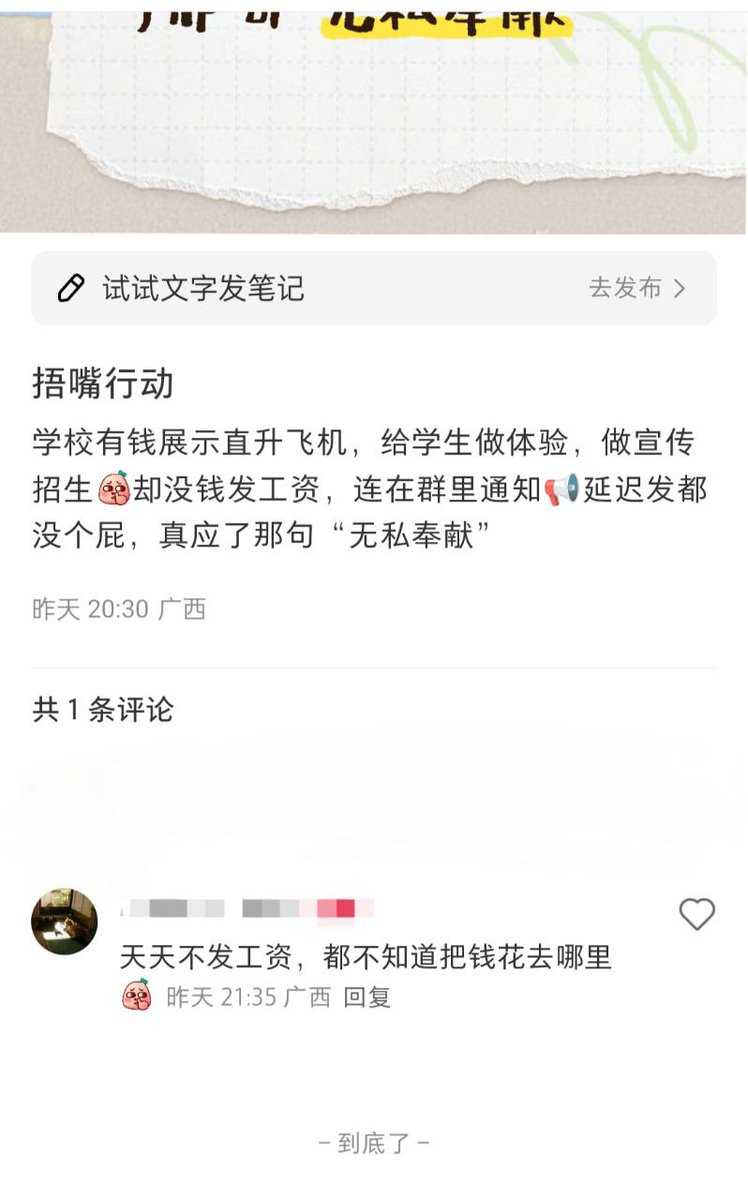 无私奉献
试试文字发笔记
去发布
捂嘴行动
学校有钱展示直升飞机，给学生做体验，做宣传
招生却没钱发工资，连在群里通知延迟发都
没个屁，真应了那句“无私奉献”
昨天 20:30 广西
共 1 条评论
天天不发工资，都不知道把钱花去哪里
昨天 21:35 广西 回复
- 到底了 -